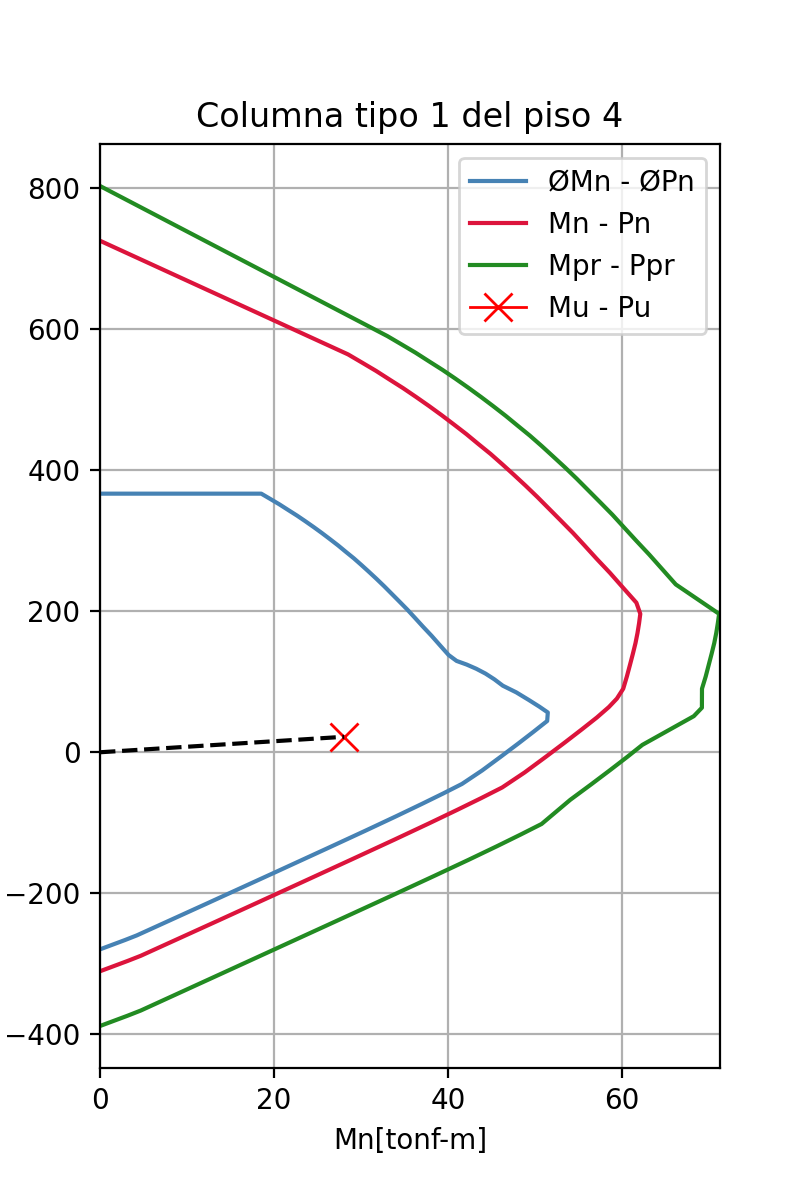 Columna tipo 1 del piso 4
ØMn - ØPn
Mn - Pn
Mpr - Ppr
Mu - Pu
800
600
400
200
0
−200
−400
0
20
40
60
Mn[tonf-m]